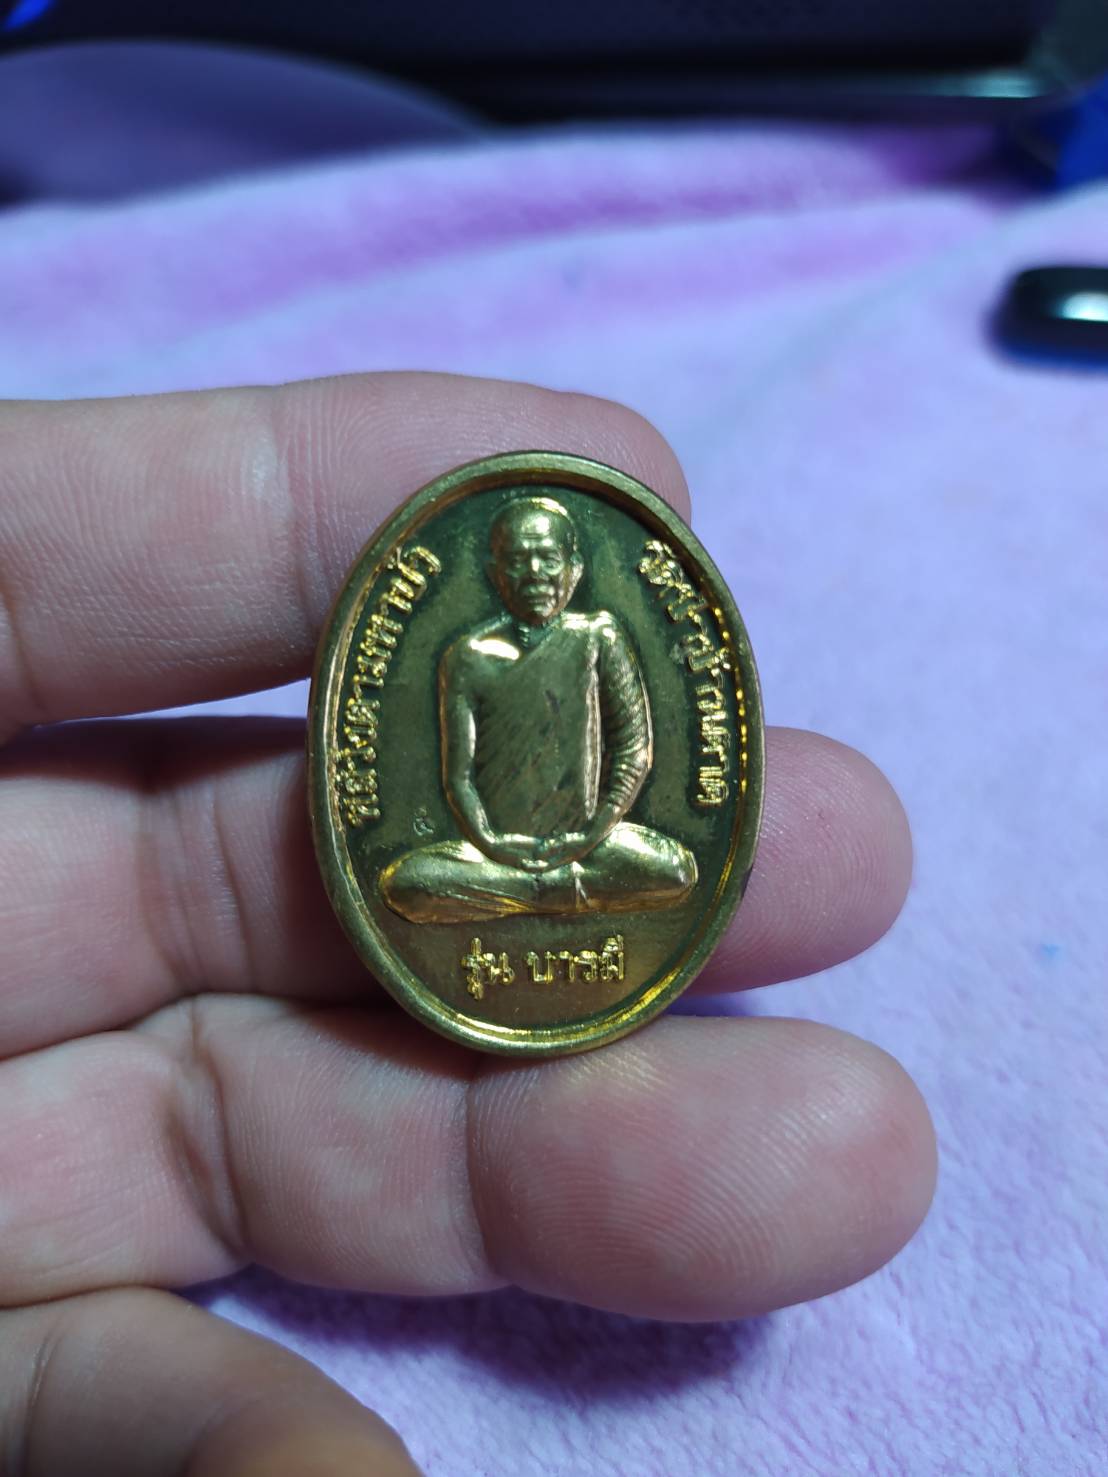 หลวงตามหาบัว
วัดป่าบ้านตาด
รุ่น บารมี